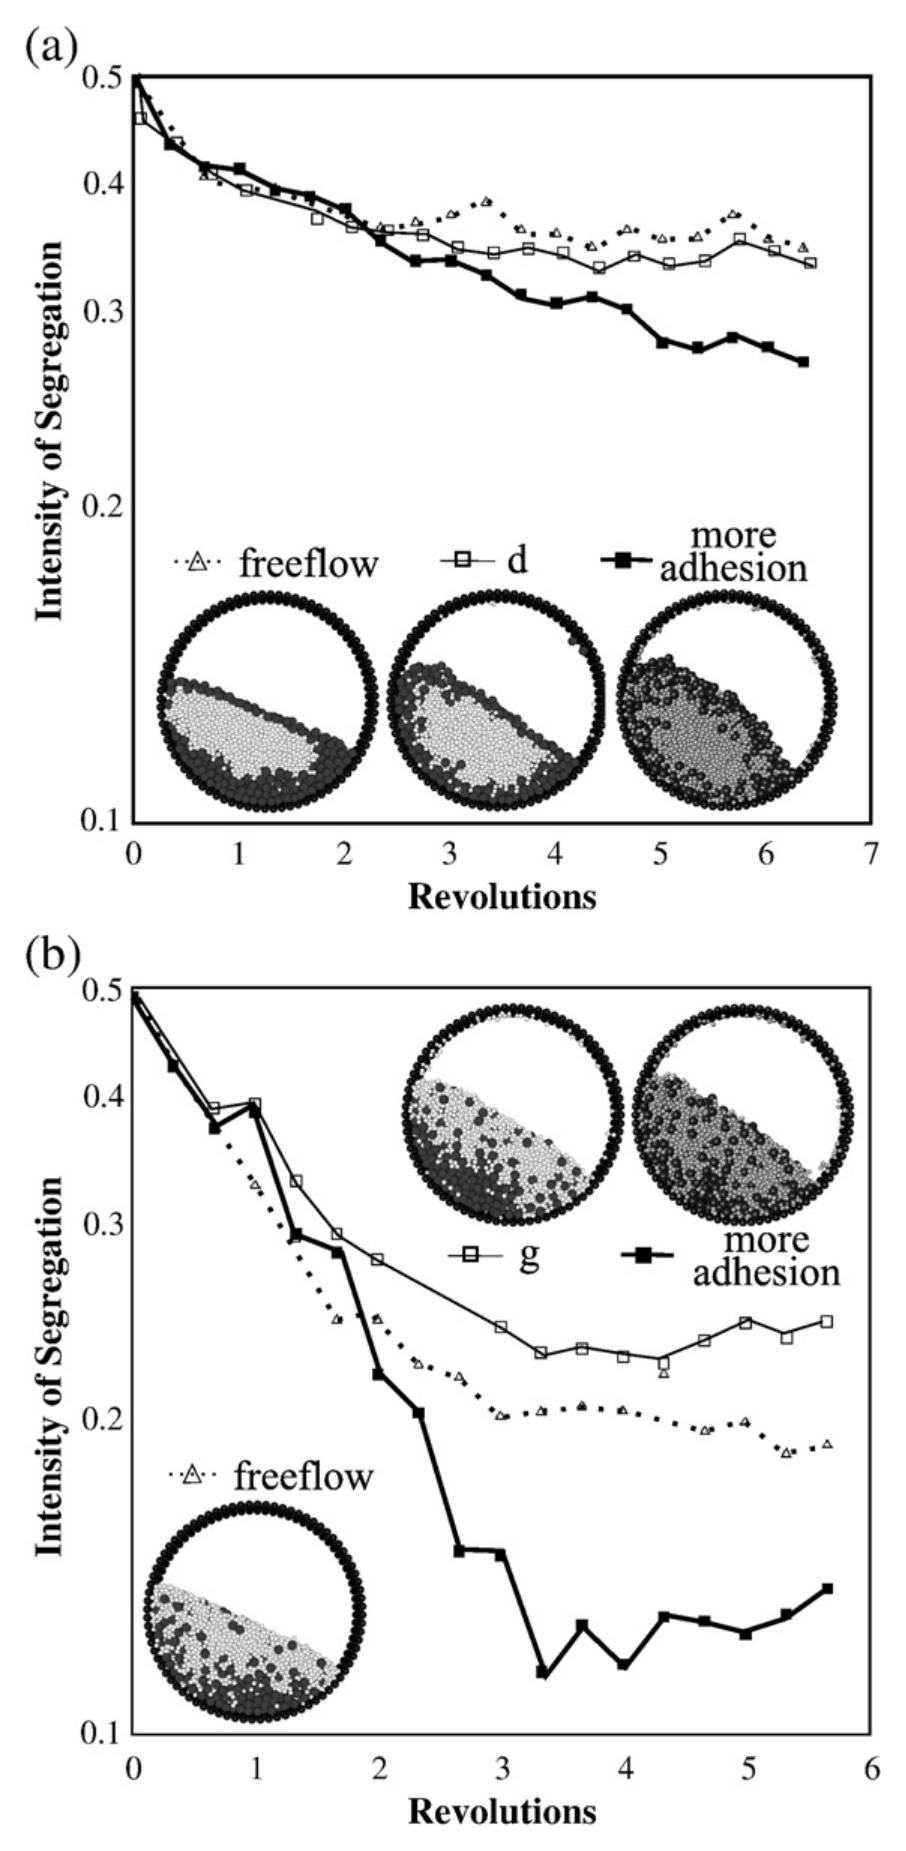 (a)
0.5
0.4
0.3
0.2
0.1
Intensity of Segregation
freeflow
d
more
adhesion
0 1 2 3 4 5 6 7
Revolutions
(b)
0.5
0.4
0.3
0.2
0.1
Intensity of Segregation
g
more
adhesion
freeflow
0 1 2 3 4 5 6
Revolutions